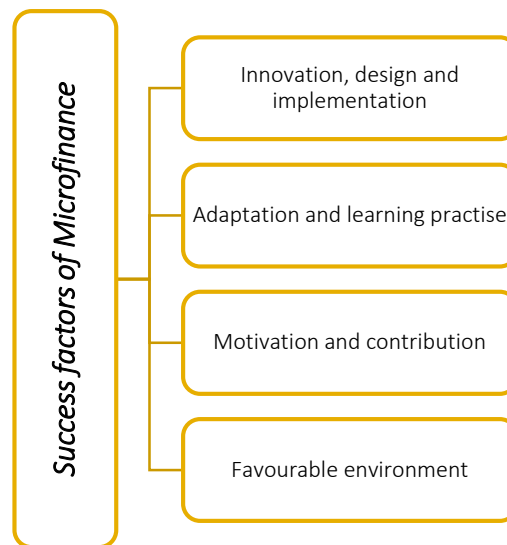 Success factors of Microfinance
Innovation, design and
implementation
Adaptation and learning practise
Motivation and contribution
Favourable environment